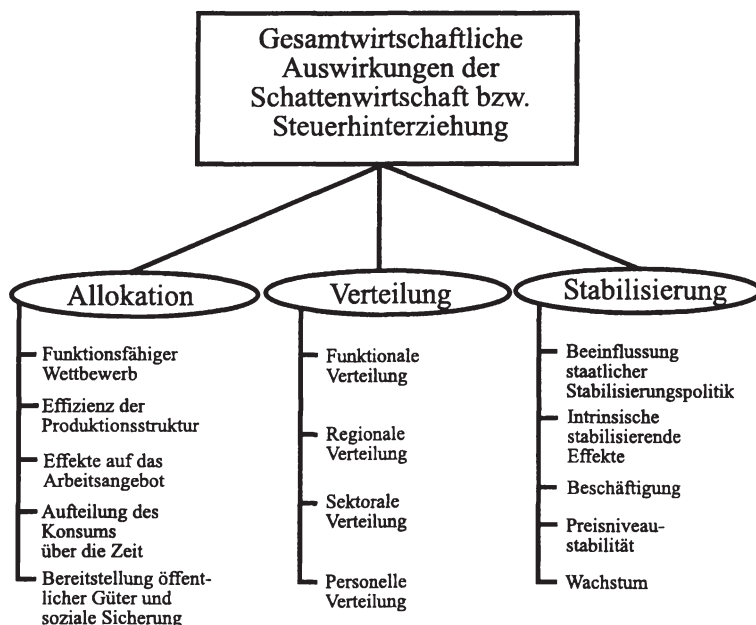 Gesamtwirtschaftliche
Auswirkungen der
Schattenwirtschaft bzw.
Steuerhinterziehung
Allokation
Funktionsfähiger
Wettbewerb
Effizienz der
Produktionsstruktur
Effekte auf das
Arbeitsangebot
Aufteilung des
Konsums
über die Zeit
Bereitstellung öffent-
licher Güter und
soziale Sicherung
Verteilung
Funktionale
Verteilung
Regionale
Verteilung
Sektorale
Verteilung
Personelle
Verteilung
Stabilisierung
Beeinflussung
staatlicher
Stabilisierungspolitik
Intrinsische
stabilisierende
Effekte
Beschäftigung
Preisniveau-
stabilität
Wachstum